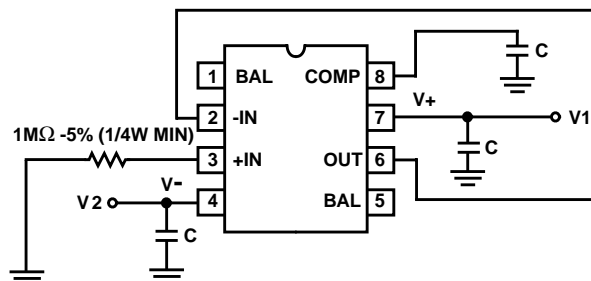 C
1 BAL COMP 8
V+
2 -IN 7 V1
1MΩ -5% (1/4W MIN)
C
3 +IN OUT 6
V-
V2 4 BAL 5
C